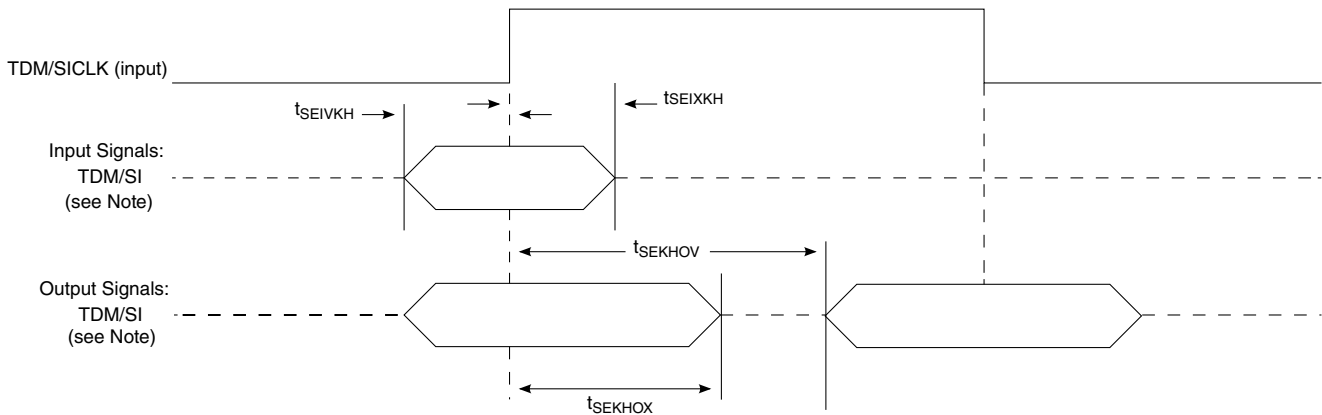 TDM/SICLK (input)
tSEIVKH
tSEIXKH
Input Signals:
TDM/SI
(see Note)
tSEKHOV
Output Signals:
TDM/SI
(see Note)
tSEKHOX